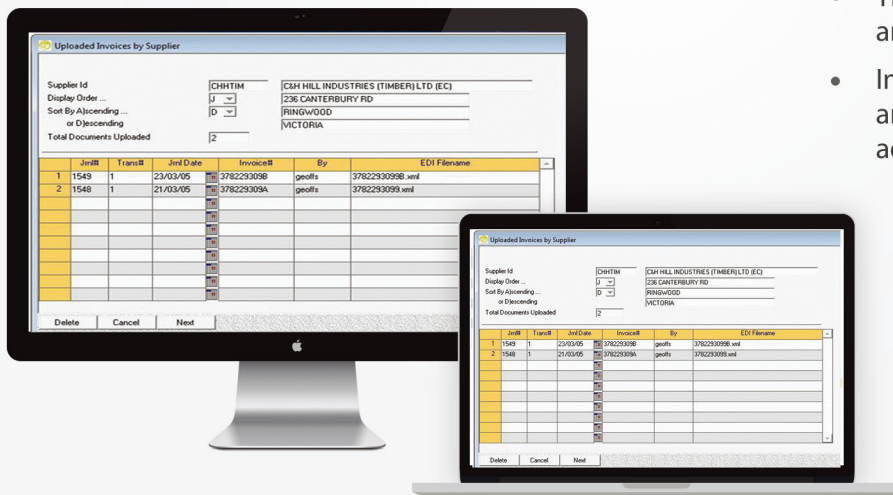 Uploaded Invoices by Supplier
Supplier Id CHHTIM C&H HILL INDUSTRIES (TIMBER) LTD (EC)
Display Order ... J 236 CANTERBURY RD
Sort By A)scending ... D RINGWOOD
or D)escending VICTORIA
Total Documents Uploaded 2
Jrnl# Trans# Jrnl Date Invoice# By EDI Filename
1 1549 1 23/03/05 378229309B geoffs 3782293099B.xml
2 1548 1 21/03/05 378229309A geoffs 3782293099.xml
Delete Cancel Next
Uploaded Invoices by Supplier
Supplier Id CHHTIM C&H HILL INDUSTRIES (TIMBER) LTD (EC)
Display Order ... J 236 CANTERBURY RD
Sort By A)scending ... D RINGWOOD
or D)escending VICTORIA
Total Documents Uploaded 2
Jrnl# Trans# Jrnl Date Invoice# By EDI Filename
1 1549 1 23/03/05 378229309B geoffs 3782293099B.xml
2 1548 1 21/03/05 378229309A geoffs 3782293099.xml
Delete Cancel Next